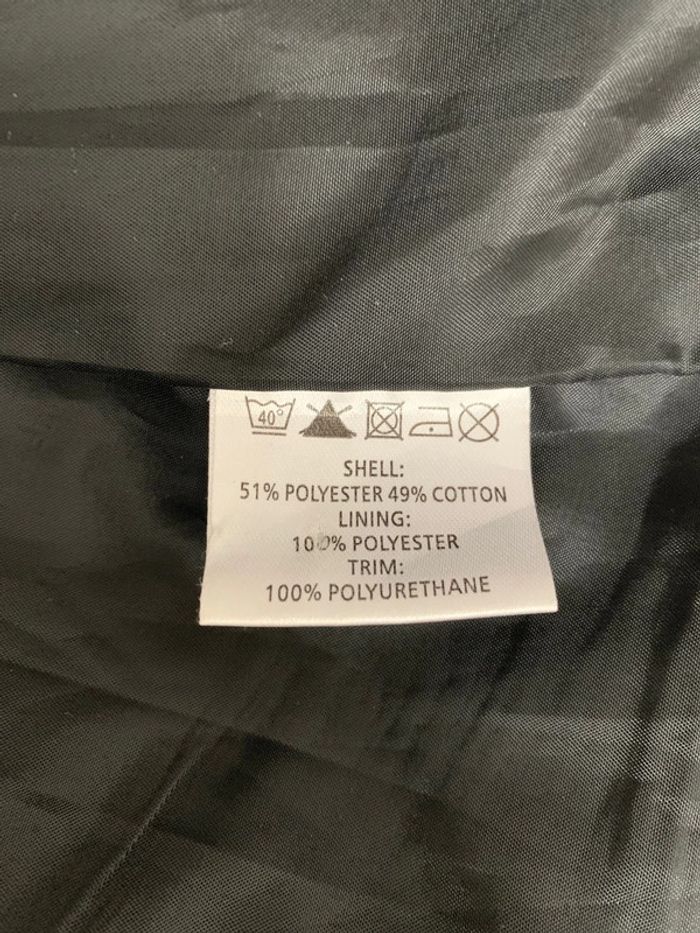 40°
SHELL:
51% POLYESTER 49% COTTON
LINING:
100% POLYESTER
TRIM:
100% POLYURETHANE